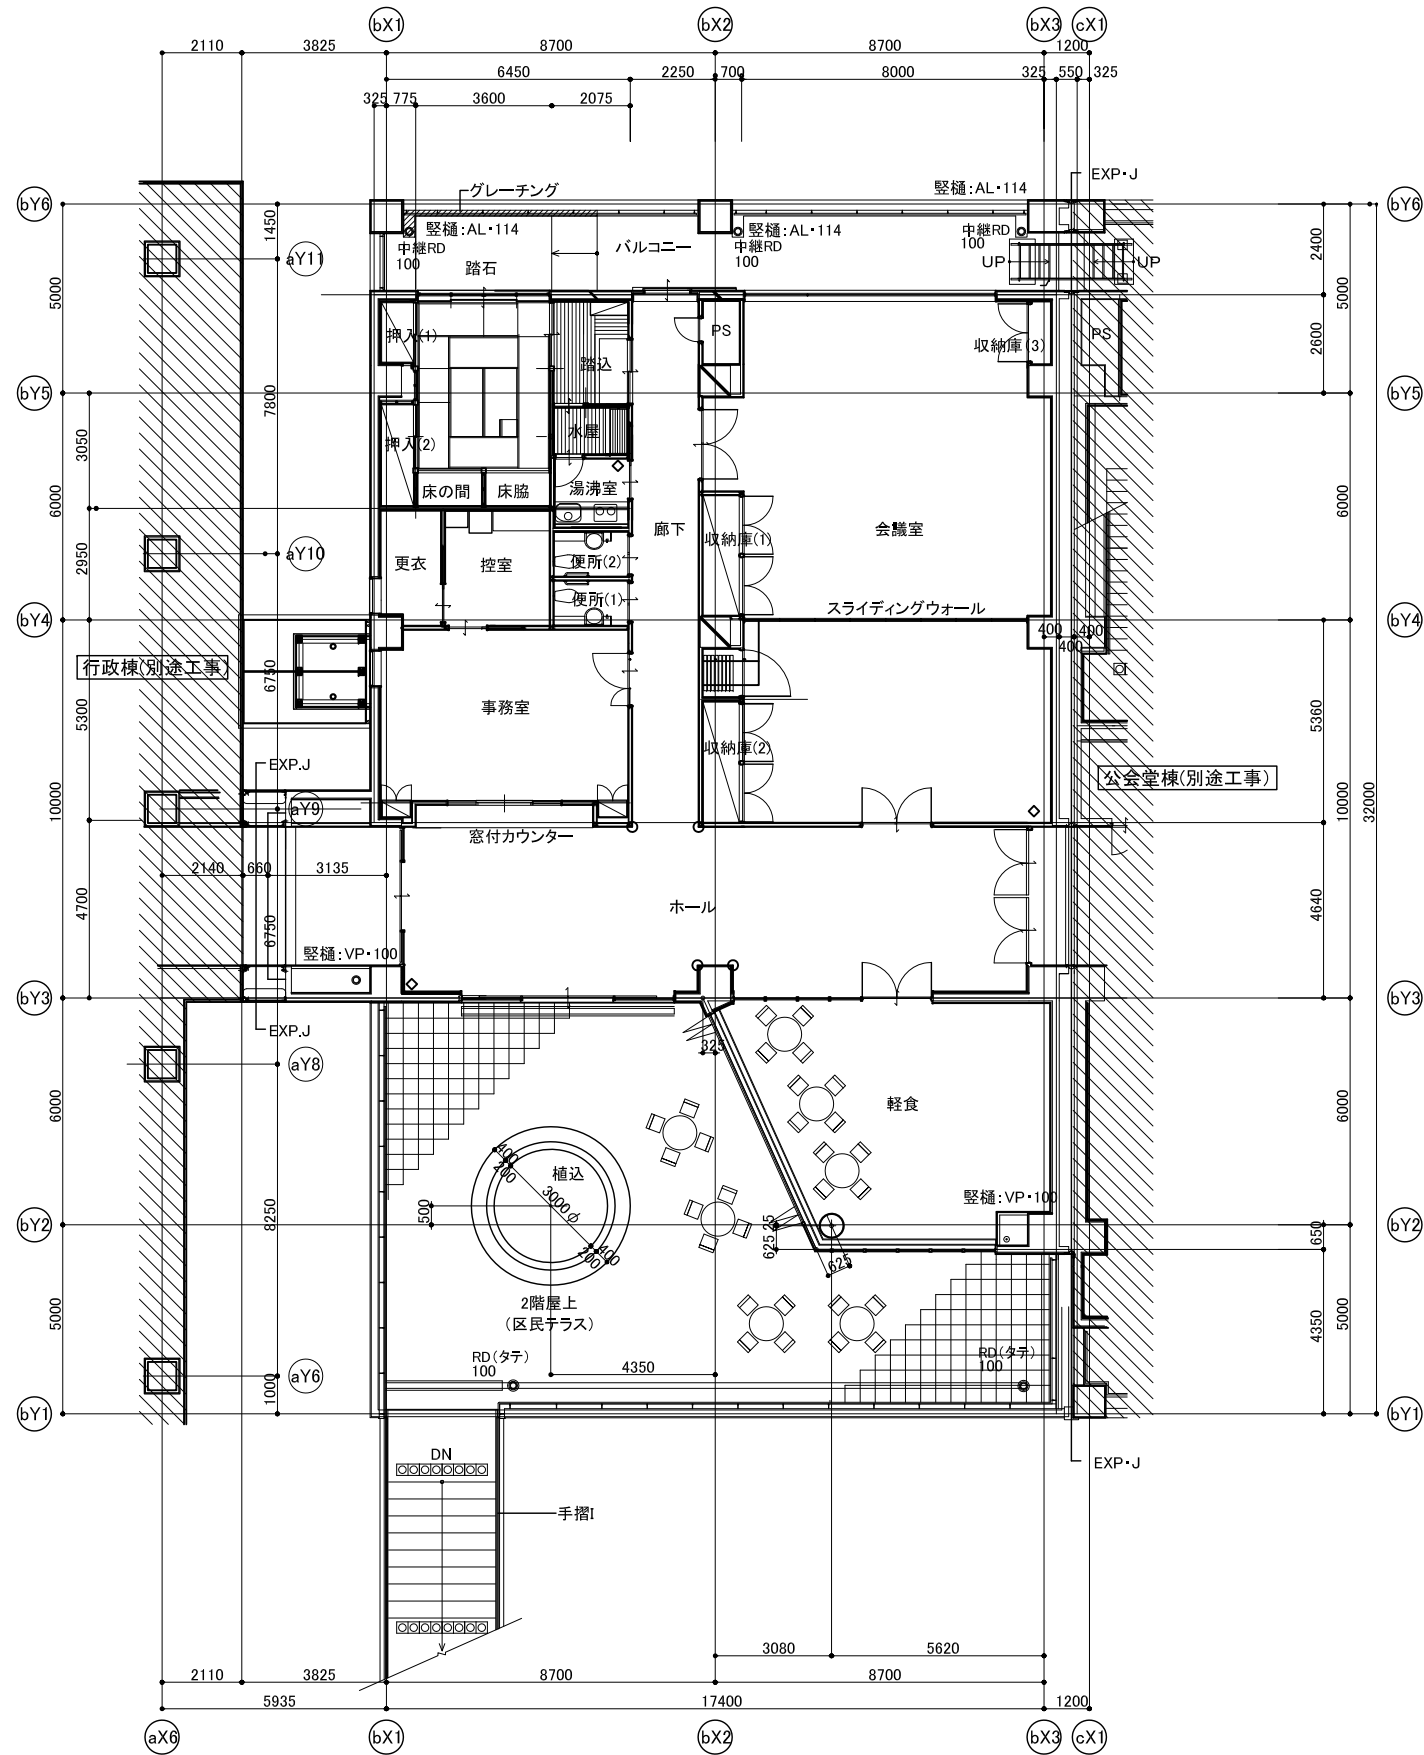 bX1
bX2
bX3
cX1
2110
3825
8700
8700
1200
6450
2250
700
8000
325
550
325
325
775
3600
2075
EXP・J
グレーチング
竪樋:AL・114
bY6
bY6
1450
竪樋:AL・114
竪樋:AL・114
中継RD
100
中継RD
100
中継RD
100
バルコニー
2400
aY11
踏石
UP
UP
5000
5000
押入(1)
PS
収納庫(3)
PS
踏込
2600
bY5
bY5
7800
3050
押入(2)
水屋
6000
床の間
床脇
湯沸室
6000
廊下
会議室
収納庫(1)
2950
aY10
更衣
控室
便所(2)
便所(1)
スライディングウォール
bY4
bY4
400
400
400
行政棟(別途工事)
6750
5300
事務室
収納庫(2)
5360
公会堂棟(別途工事)
EXP.J
10000
10000
32000
aY9
窓付カウンター
2140
660
3135
4700
ホール
4640
6750
竪樋:VP・100
bY3
bY3
EXP.J
325
aY8
6000
軽食
6000
400
200
植込
3000φ
竪樋:VP・100
500
8250
bY2
bY2
25
625
200
400
625
650
2階屋上
(区民テラス)
5000
RD(タテ)
100
RD(タテ)
100
4350
4350
5000
aY6
1000
bY1
bY1
DN
EXP・J
手摺I
3080
5620
2110
3825
8700
8700
5935
17400
1200
aX6
bX1
bX2
bX3
cX1